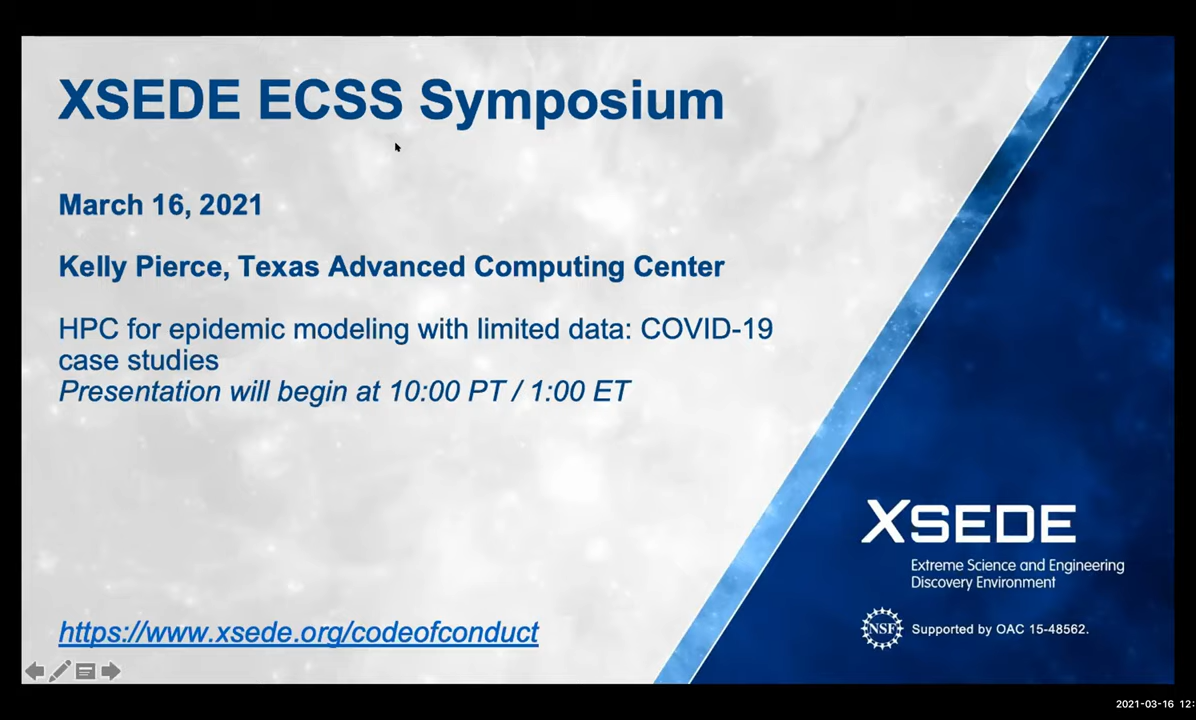 XSEDE ECSS Symposium
March 16, 2021
Kelly Pierce, Texas Advanced Computing Center
HPC for epidemic modeling with limited data: COVID-19
case studies
Presentation will begin at 10:00 PT / 1:00 ET
XSEDE
Extreme Science and Engineering
Discovery Environment
NSF
Supported by OAC 15-48562.
https://www.xsede.org/codeofconduct
2021-03-16 12: